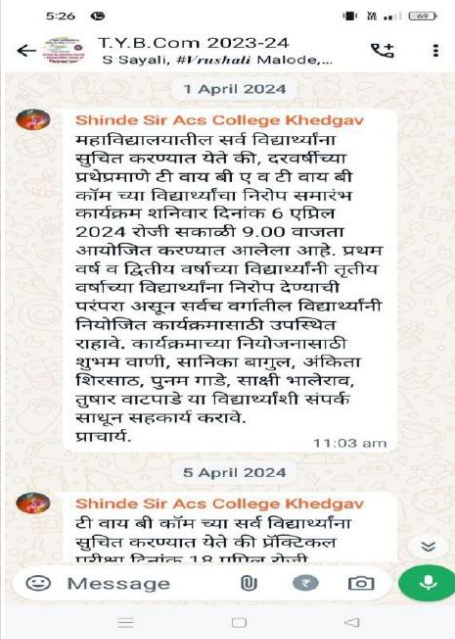 5:26
69
T.Y.B.Com 2023-24
S Sayali, #Vrushali Malode,...
1 April 2024
Shinde Sir Acs College Khedgav
महाविद्यालयातील सर्व विद्यार्थ्यांना
सुचित करण्यात येते की, दरवर्षीच्या
प्रथेप्रमाणे टी वाय बी ए व टी वाय बी
कॉम च्या विद्यार्थ्यांचा निरोप समारंभ
कार्यक्रम शनिवार दिनांक 6 एप्रिल
2024 रोजी सकाळी 9.00 वाजता
आयोजित करण्यात आलेला आहे. प्रथम
वर्ष व द्वितीय वर्षाच्या विद्यार्थ्यांनी तृतीय
वर्षाच्या विद्यार्थ्यांना निरोप देण्याची
परंपरा असून सर्वच वर्गातील विद्यार्थ्यांनी
नियोजित कार्यक्रमासाठी उपस्थित
राहावे. कार्यक्रमाच्या नियोजनासाठी
शुभम वाणी, सानिका बागुल, अंकिता
शिरसाठ, पुनम गाडे, साक्षी भालेराव,
तुषार वाटपाडे या विद्यार्थ्यांशी संपर्क
साधून सहकार्य करावे.
प्राचार्य.
11:03 am
5 April 2024
Shinde Sir Acs College Khedgav
टी वाय बी कॉम च्या सर्व विद्यार्थ्यांना
सुचित करण्यात येते की प्रॅक्टिकल
परीक्षा दिनांक 18 एप्रिल रोजी
Message